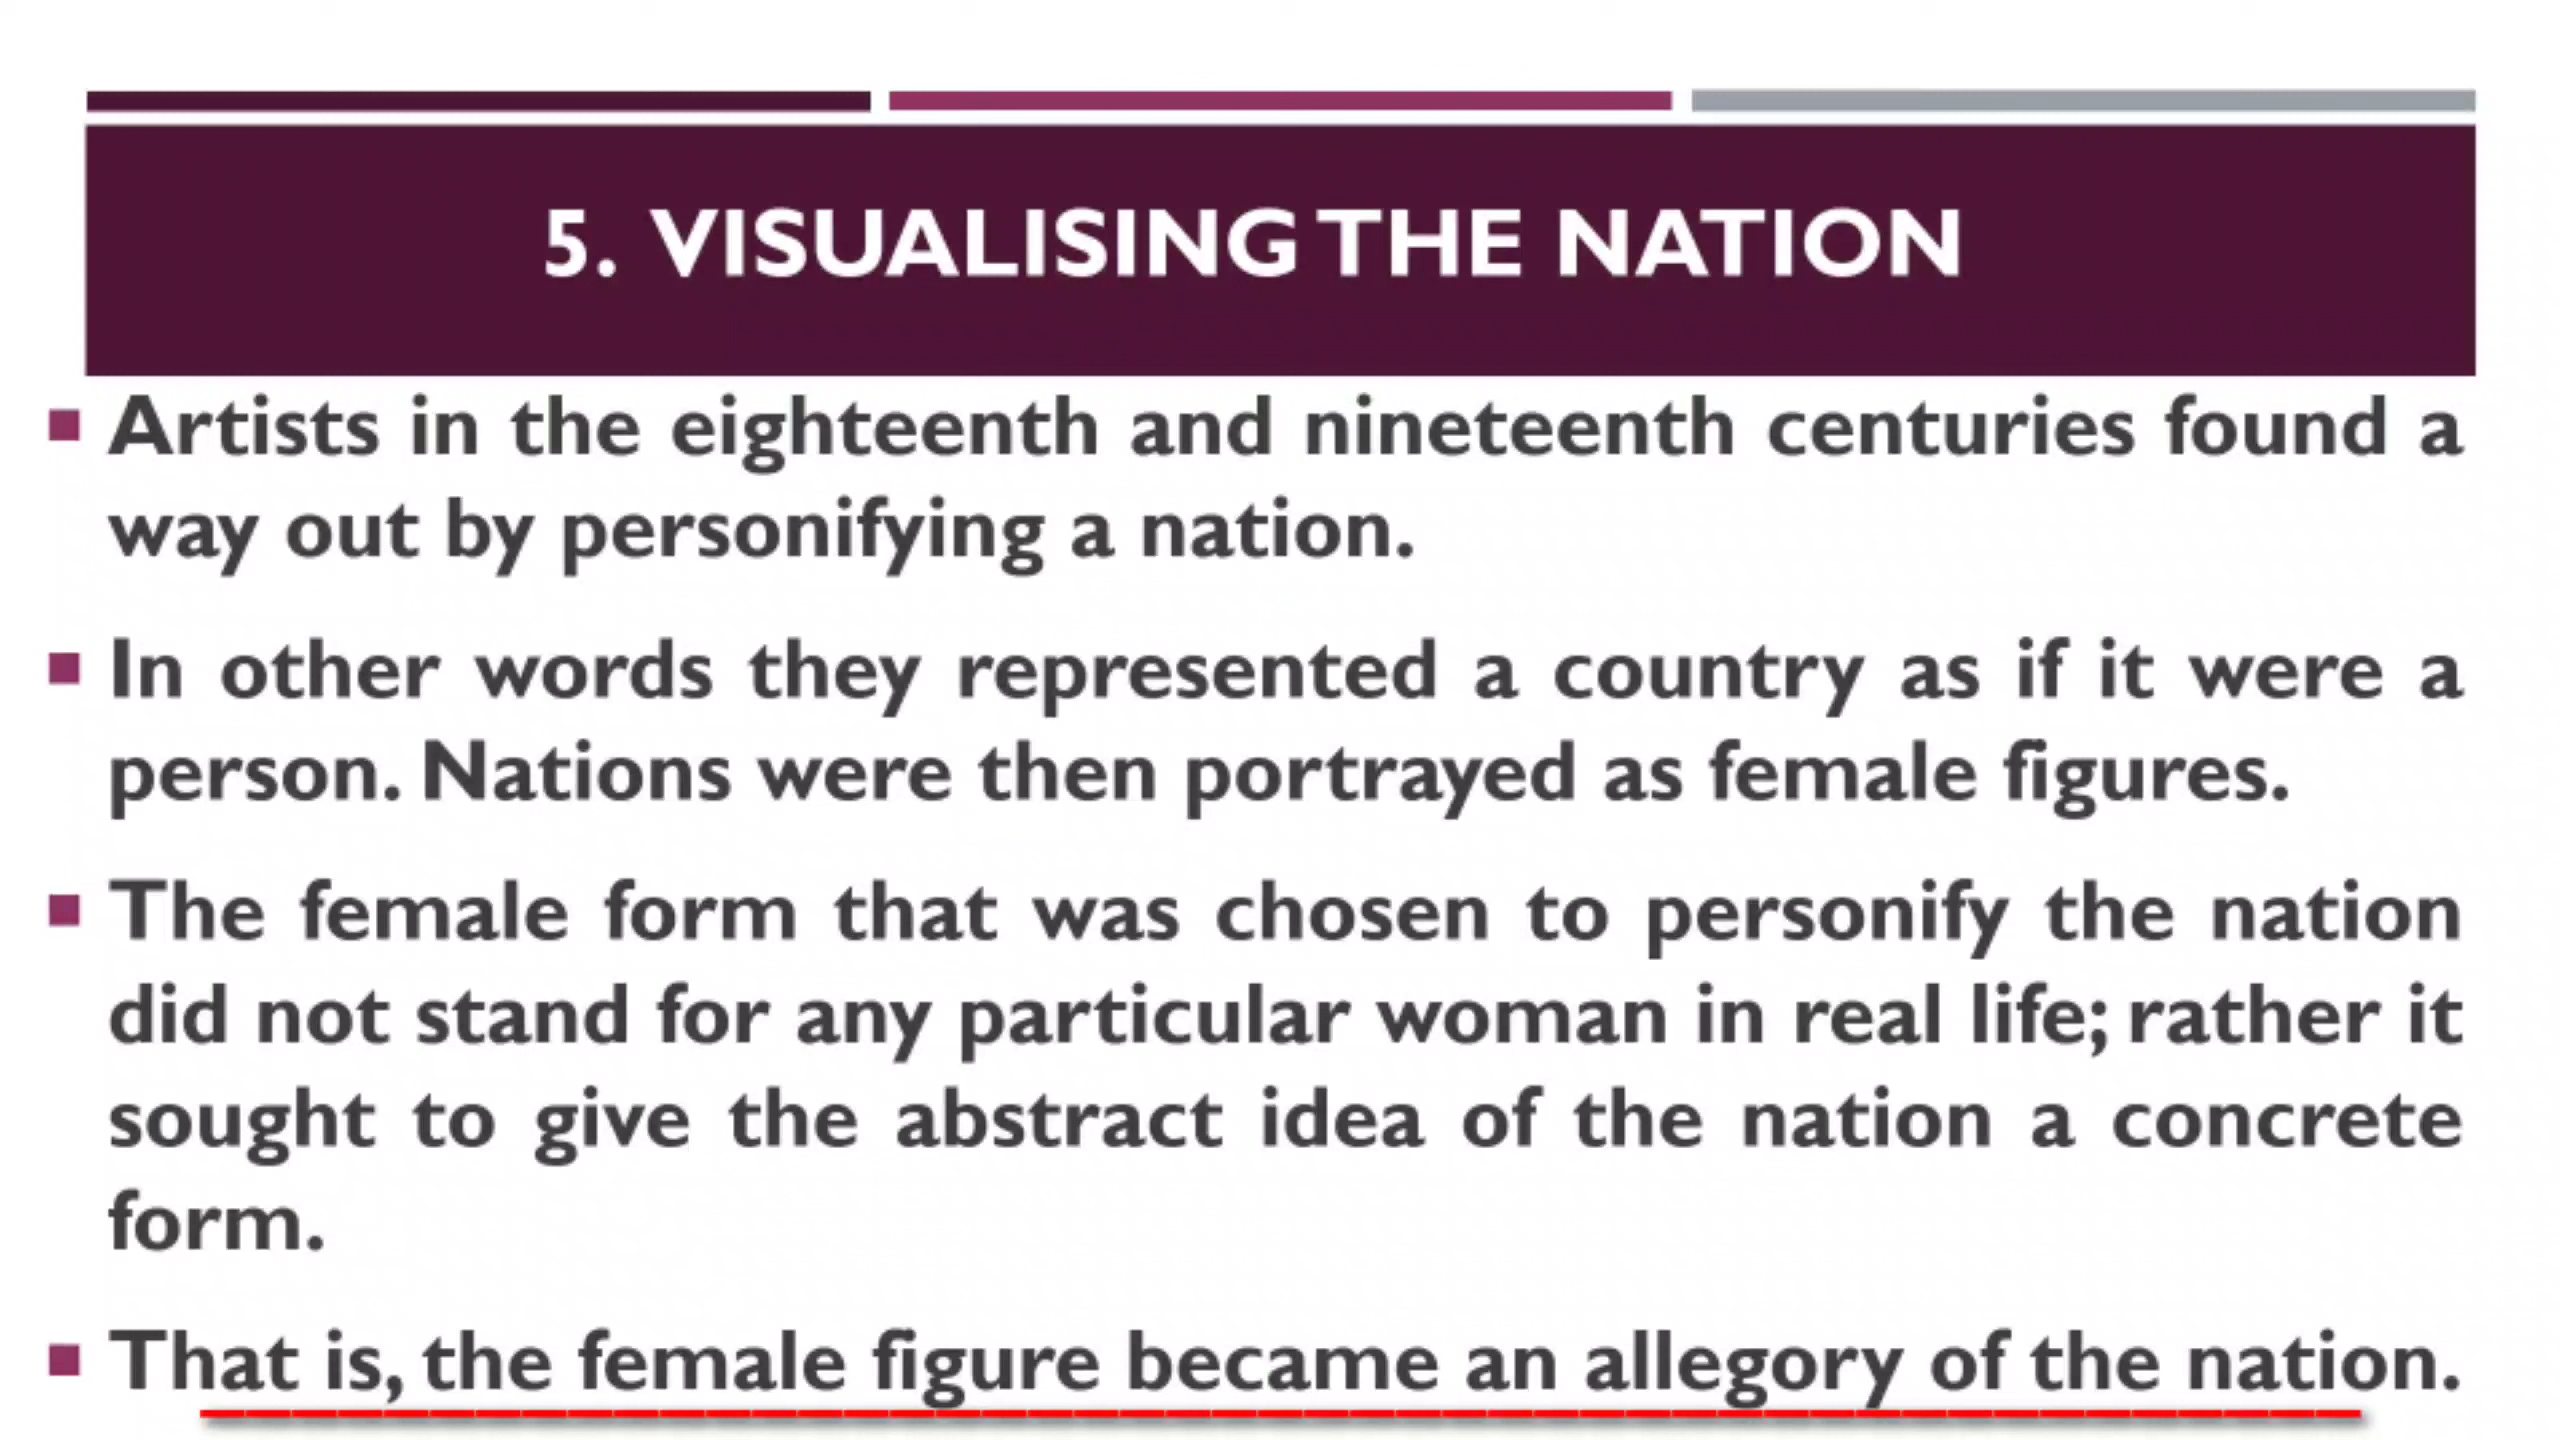 5. VISUALISING THE NATION
Artists in the eighteenth and nineteenth centuries found a
way out by personifying a nation.
In other words they represented a country as if it were a
person. Nations were then portrayed as female figures.
The female form that was chosen to personify the nation
did not stand for any particular woman in real life; rather it
sought to give the abstract idea of the nation a concrete
form.
That is, the female figure became an allegory of the nation.